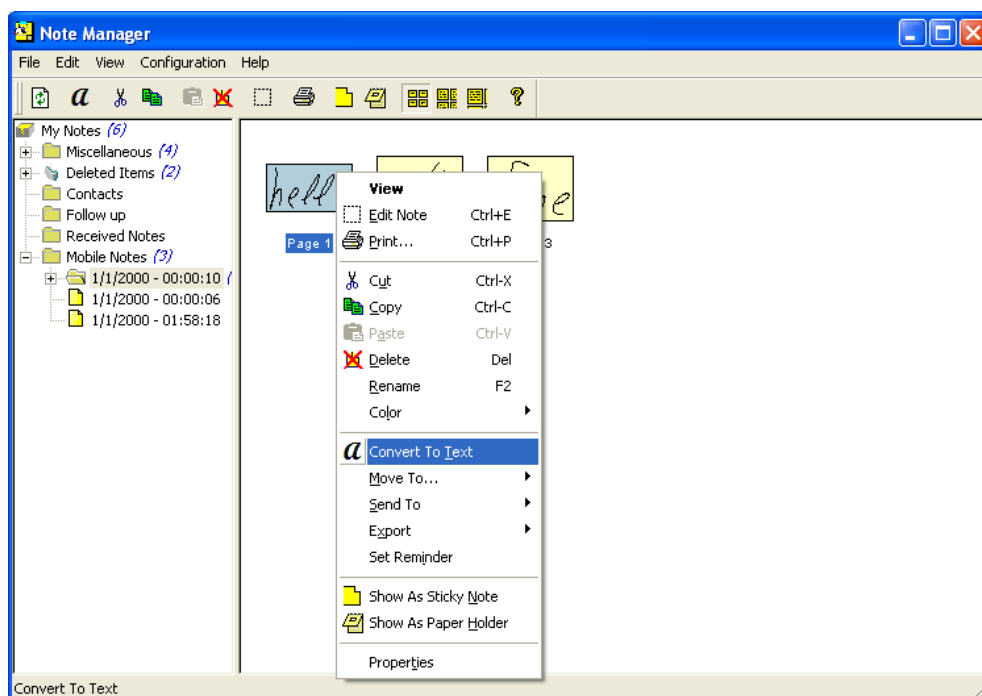 Note Manager
File Edit View Configuration Help
My Notes (6)
Miscellaneous (4)
Deleted Items (2)
Contacts
Follow up
Received Notes
Mobile Notes (3)
1/1/2000 - 00:00:10 (
1/1/2000 - 00:00:06
1/1/2000 - 01:58:18
hell
Page 1
3
View
Edit Note Ctrl+E
Print... Ctrl+P
Cut Ctrl-X
Copy Ctrl-C
Paste Ctrl-V
Delete Del
Rename F2
Color
Convert To Text
Move To...
Send To
Export
Set Reminder
Show As Sticky Note
Show As Paper Holder
Properties
Convert To Text